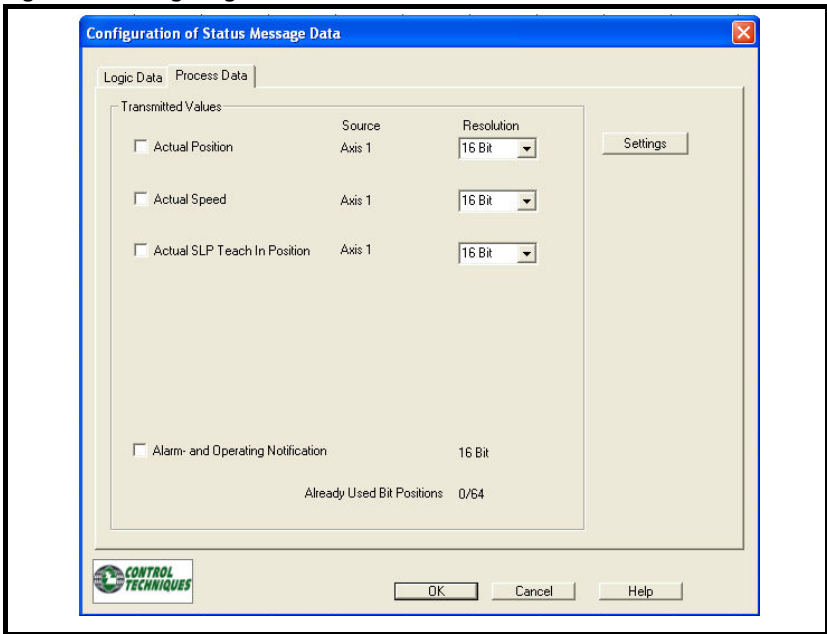 Configuration of Status Message Data
Logic Data Process Data
Transmitted Values
Source Resolution
Actual Position Axis 1 16 Bit
Settings
Actual Speed Axis 1 16 Bit
Actual SLP Teach In Position Axis 1 16 Bit
Alarm- and Operating Notification 16 Bit
Already Used Bit Positions 0/64
CONTROL
TECHNIQUES
OK Cancel Help